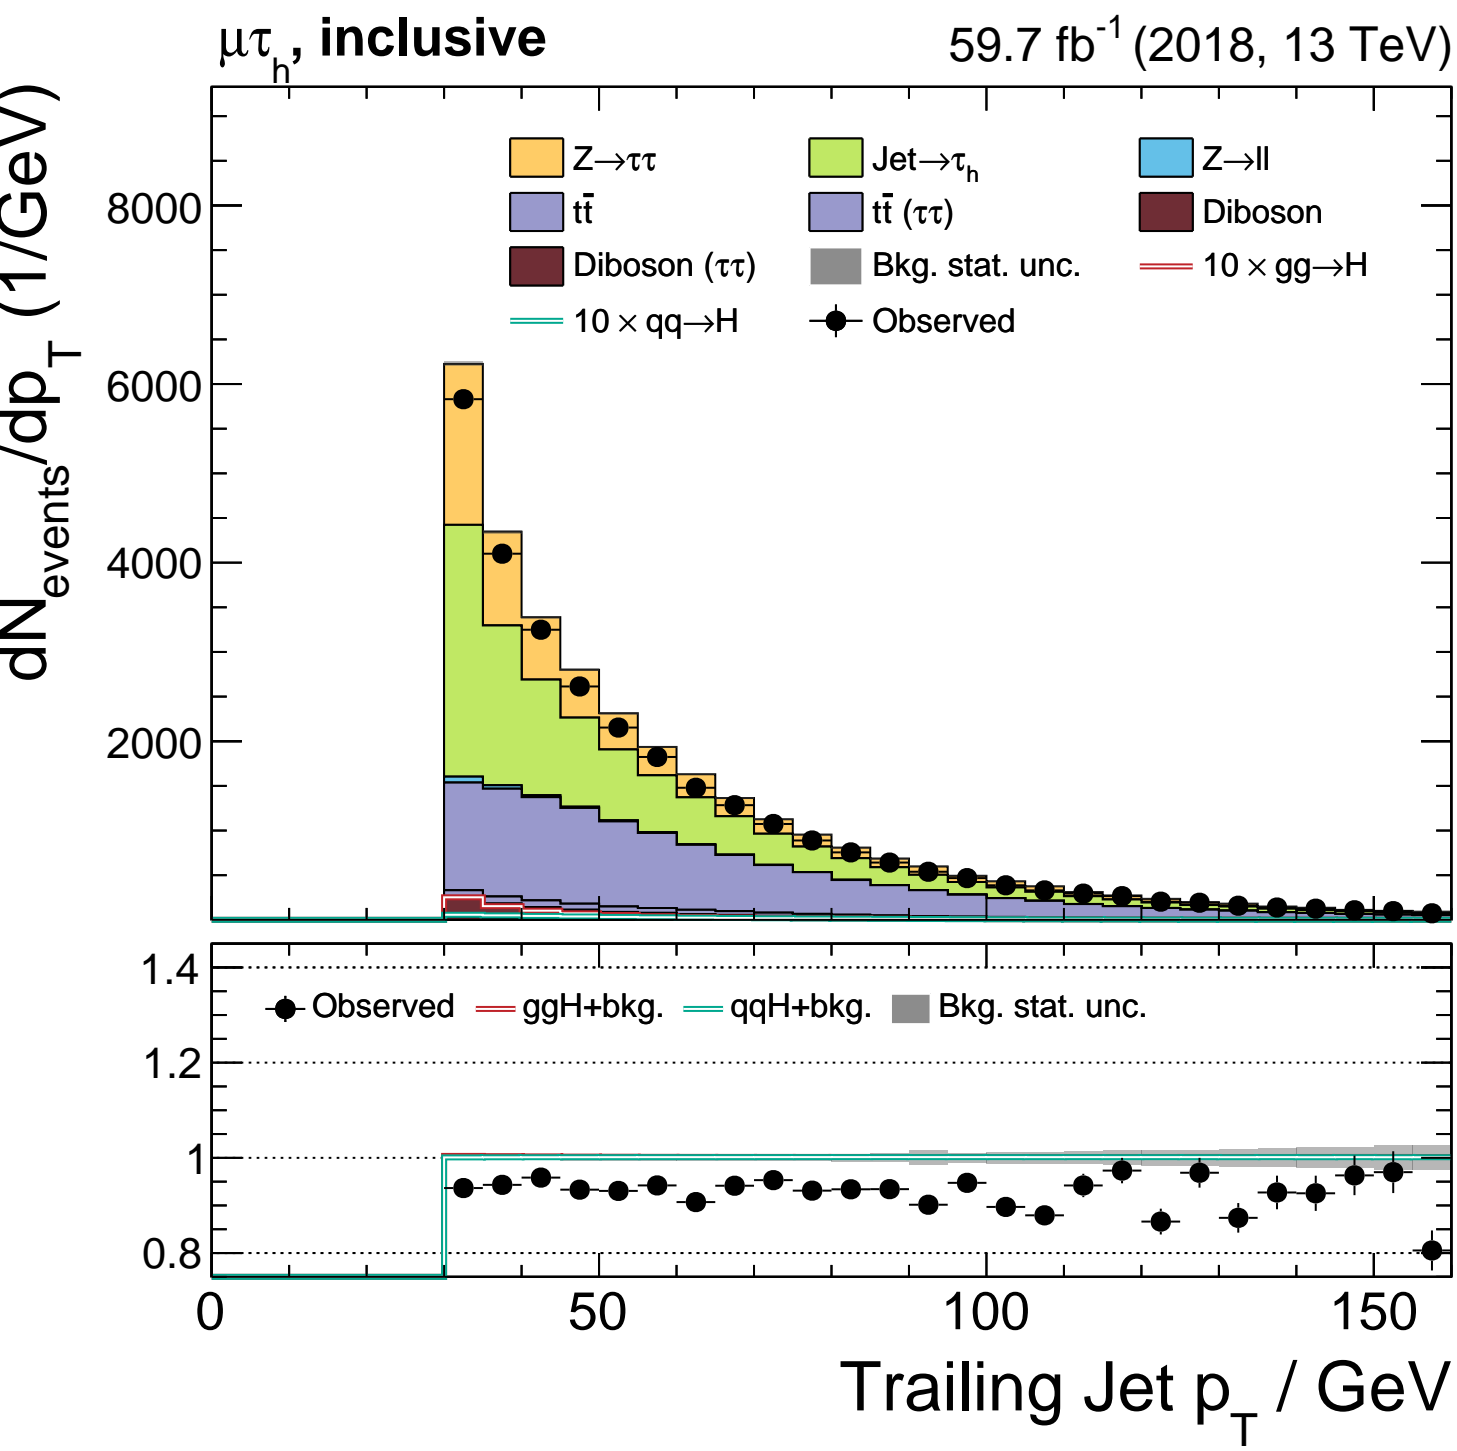 μτh, inclusive
59.7 fb-1 (2018, 13 TeV)
dNevents/dpT (1/GeV)
Z→ττ
Jet→τh
Z→ll
tt̄
tt̄ (ττ)
Diboson
Diboson (ττ)
Bkg. stat. unc.
10 × gg→H
10 × qq→H
Observed
8000
6000
4000
2000
1.4
Observed
ggH+bkg.
qqH+bkg.
Bkg. stat. unc.
1.2
1
0.8
0
50
100
150
Trailing Jet pT / GeV